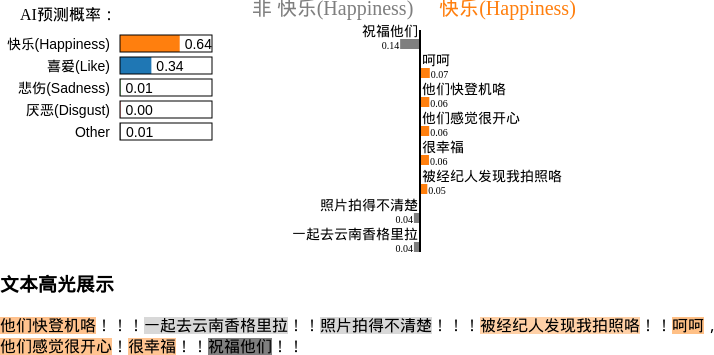 AI预测概率：
快乐(Happiness) 0.64
喜爱(Like) 0.34
悲伤(Sadness) 0.01
厌恶(Disgust) 0.00
Other 0.01
非 快乐(Happiness) 快乐(Happiness)
祝福他们
0.14
呵呵
0.07
他们快登机咯
0.06
他们感觉很开心
0.06
很幸福
0.06
被经纪人发现我拍照咯
0.05
照片拍得不清楚
0.04
一起去云南香格里拉
0.04
文本高光展示
他们快登机咯！！！一起去云南香格里拉！！照片拍得不清楚！！！被经纪人发现我拍照咯！！呵呵，
他们感觉很开心！很幸福！！祝福他们！！